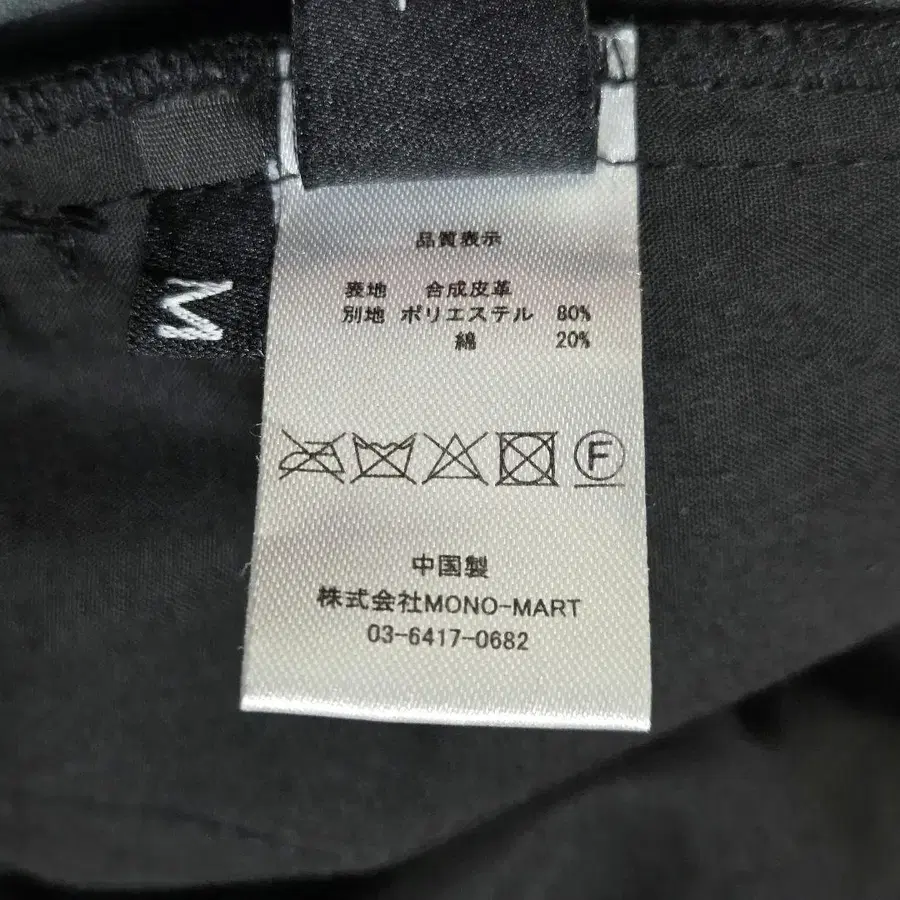 品質表示
表地 合成皮革
別地 ポリエステル 80%
綿 20%
M
F
中国製
株式会社MONO-MART
03-6417-0682